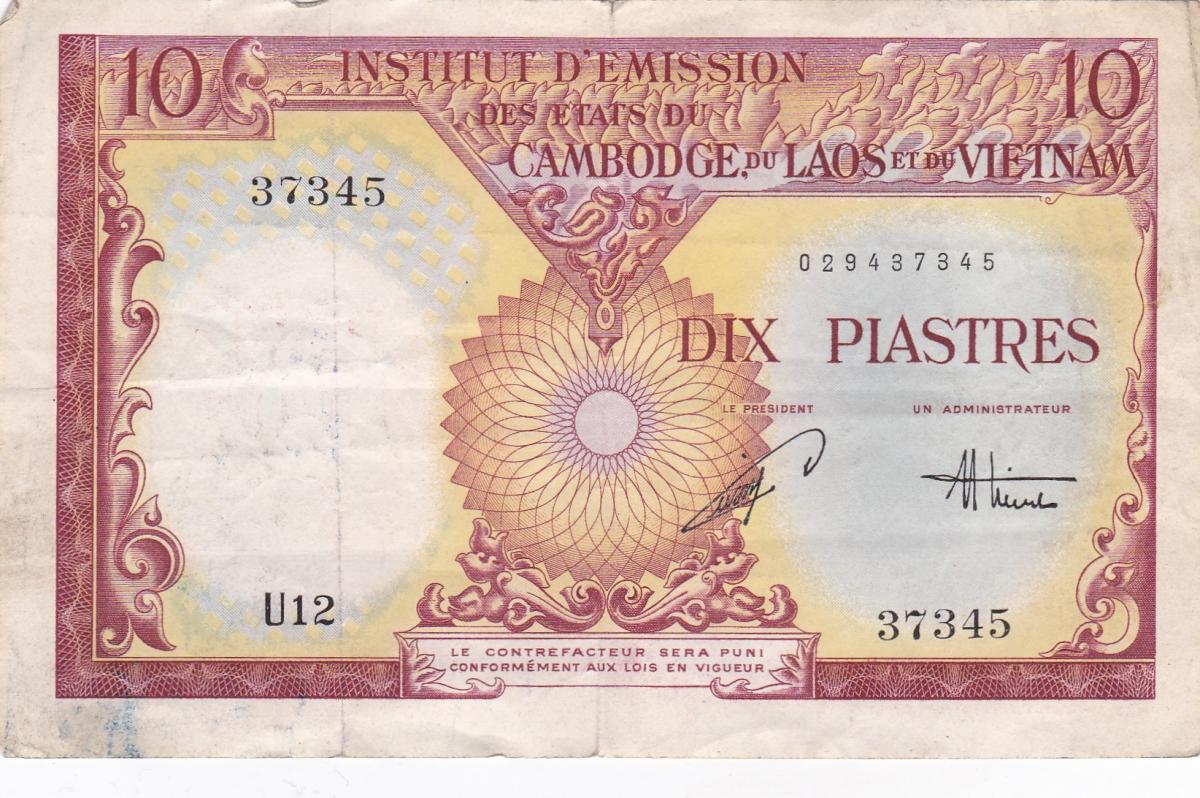 10 10
INSTITUT D'EMISSION
DES ETATS DU
CAMBODGE, DU LAOS ET DU VIETNAM
37345
029437345
DIX PIASTRES
LE PRESIDENT UN ADMINISTRATEUR
U12
37345
LE CONTREFACTEUR SERA PUNI
CONFORMÉMENT AUX LOIS EN VIGUEUR